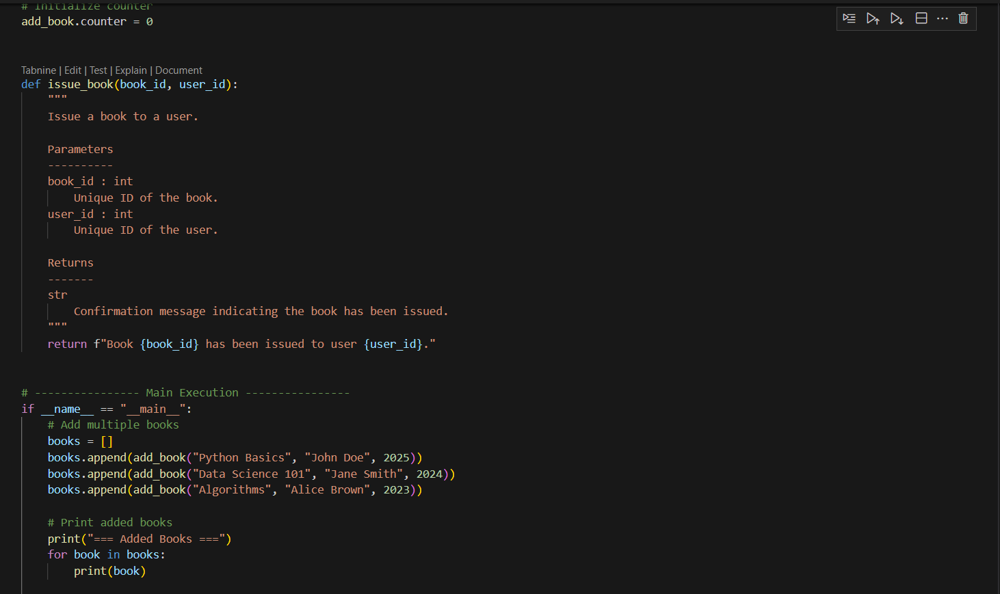 # Initialize counter
add_book.counter = 0
Tabnine | Edit | Test | Explain | Document
def issue_book(book_id, user_id):
    """
    Issue a book to a user.
    Parameters
    ----------
    book_id : int
        Unique ID of the book.
    user_id : int
        Unique ID of the user.
    Returns
    -------
    str
        Confirmation message indicating the book has been issued.
    """
    return f"Book {book_id} has been issued to user {user_id}."
# ---------------- Main Execution ----------------
if __name__ == "__main__":
    # Add multiple books
    books = []
    books.append(add_book("Python Basics", "John Doe", 2025))
    books.append(add_book("Data Science 101", "Jane Smith", 2024))
    books.append(add_book("Algorithms", "Alice Brown", 2023))
    # Print added books
    print("=== Added Books ===")
    for book in books:
        print(book)